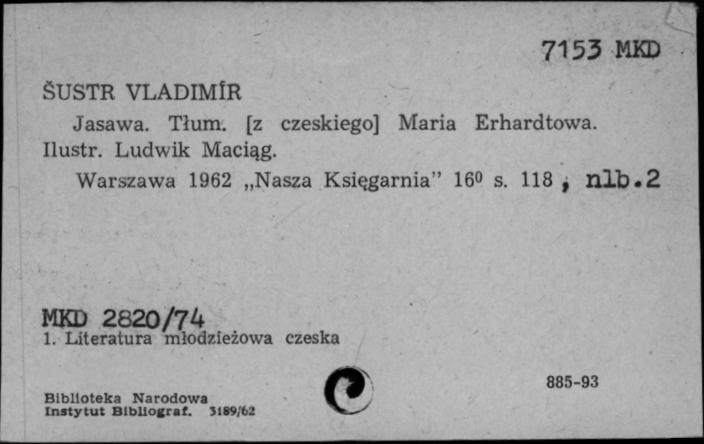 7153 MKD
ŠUSTR VLADIMÍR
Jasawa. Tłum. [z czeskiego] Maria Erhardtowa.
Ilustr. Ludwik Maciąg.
Warszawa 1962 „Nasza Księgarnia” 16⁰ s. 118, nlb.2
MKD 2820/74
1. Literatura młodzieżowa czeska
885-93
Biblioteka Narodowa
Instytut Bibliograf. 3189/62